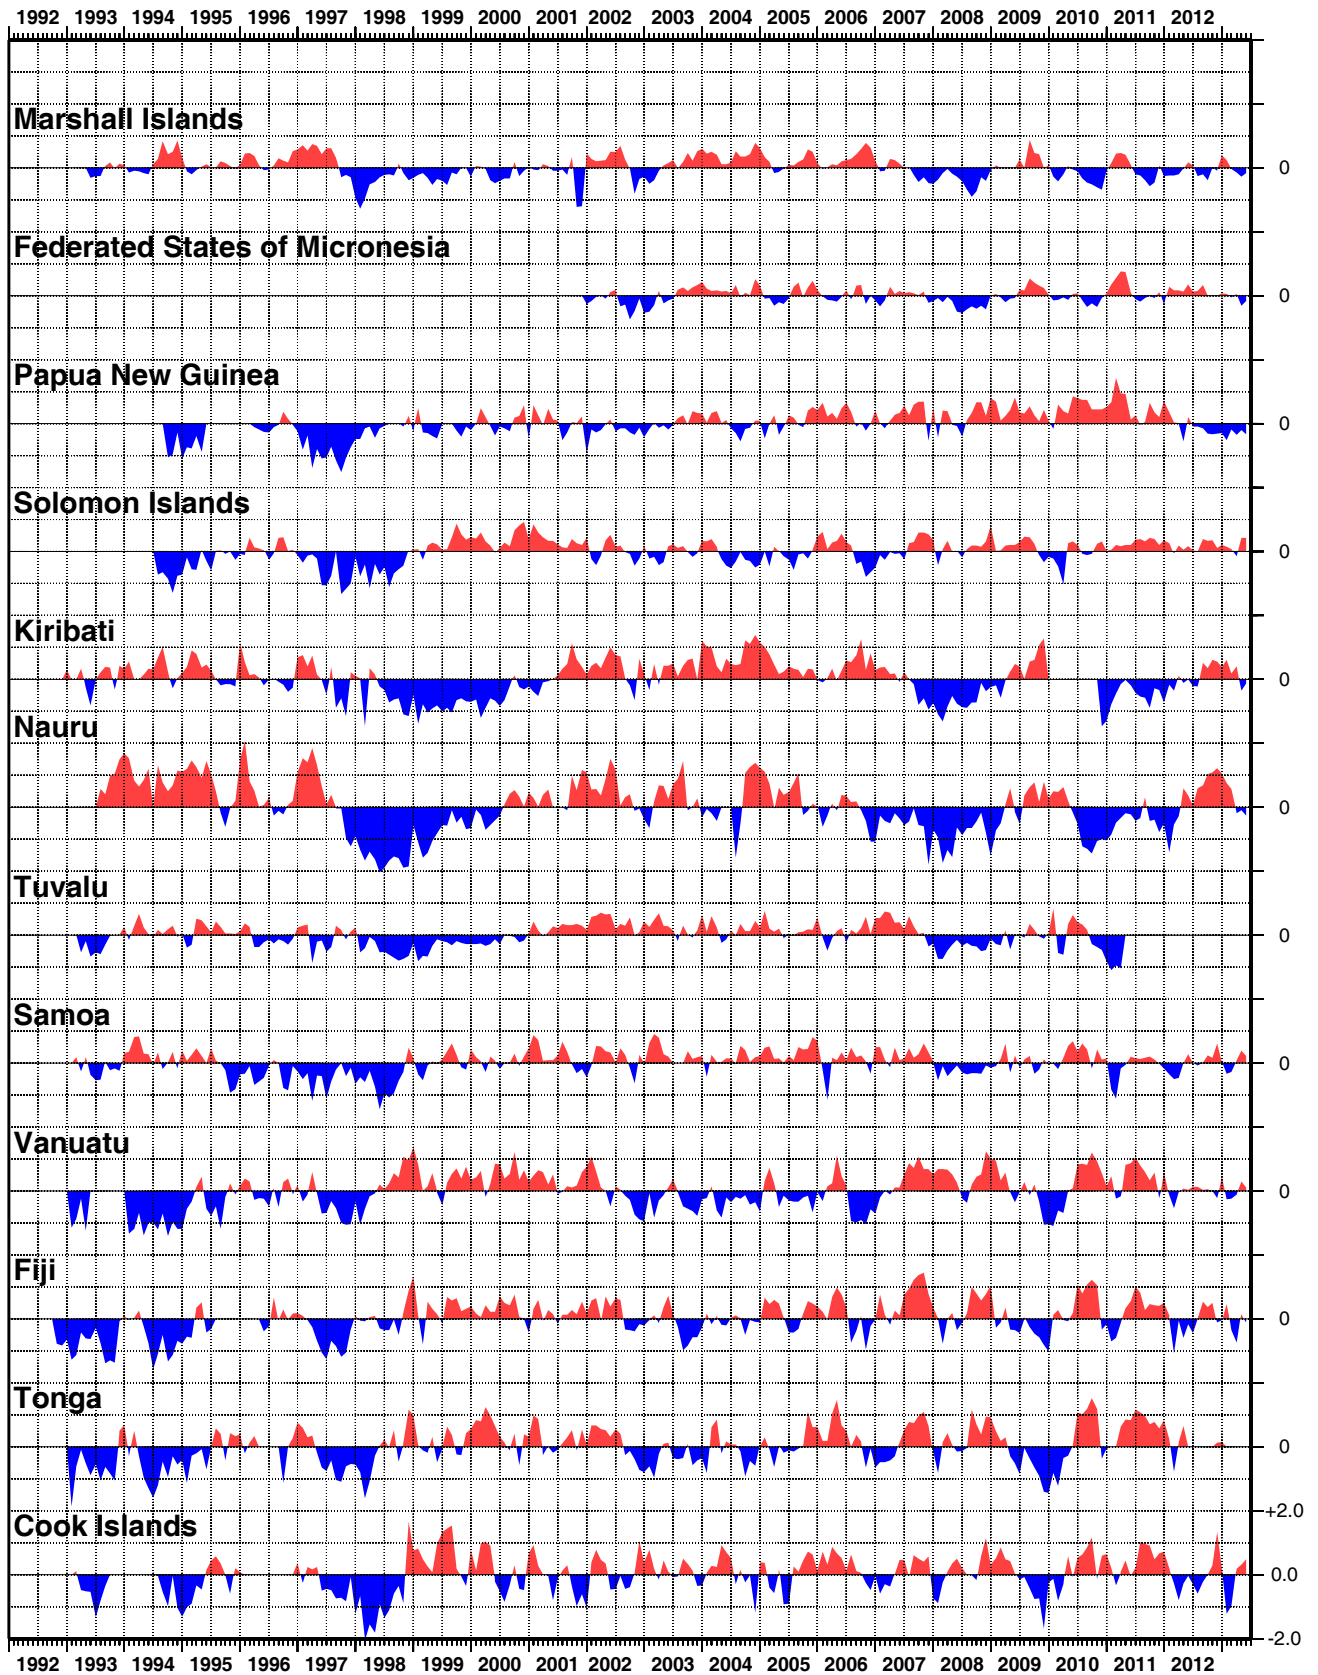 1992 1993 1994 1995 1996 1997 1998 1999 2000 2001 2002 2003 2004 2005 2006 2007 2008 2009 2010 2011 2012
Marshall Islands
0
Federated States of Micronesia
0
Papua New Guinea
0
Solomon Islands
0
Kiribati
0
Nauru
0
Tuvalu
0
Samoa
0
Vanuatu
0
Fiji
0
Tonga
0
+2.0
Cook Islands
0.0
-2.0
1992 1993 1994 1995 1996 1997 1998 1999 2000 2001 2002 2003 2004 2005 2006 2007 2008 2009 2010 2011 2012